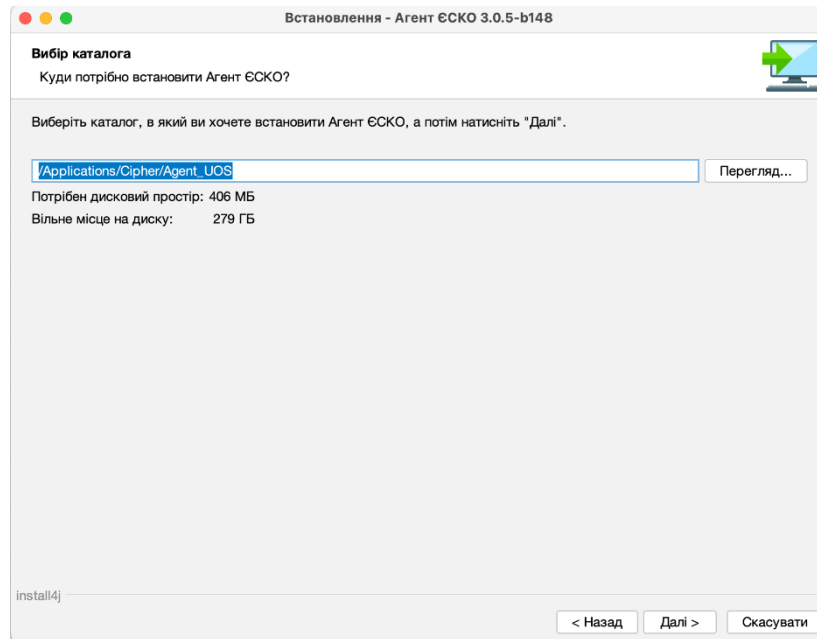 Встановлення - Агент ЄСКО 3.0.5-b148
Вибір каталога
Куди потрібно встановити Агент ЄСКО?
Виберіть каталог, в який ви хочете встановити Агент ЄСКО, а потім натисніть "Далі".
/Applications/Cipher/Agent_UOS
Перегляд...
Потрібен дисковий простір: 406 МБ
Вільне місце на диску: 279 ГБ
install4j
< Назад
Далі >
Скасувати